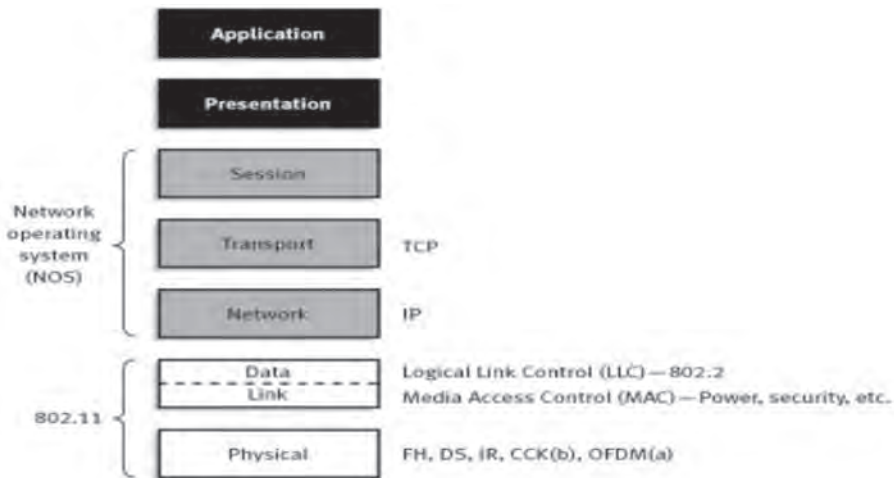 Application
Presentation
Session
Network
operating
system
(NOS)
Transport TCP
Network IP
Data Logical Link Control (LLC) — 802.2
Link Media Access Control (MAC) — Power, security, etc.
802.11
Physical FH, DS, IR, CCK(b), OFDM(a)